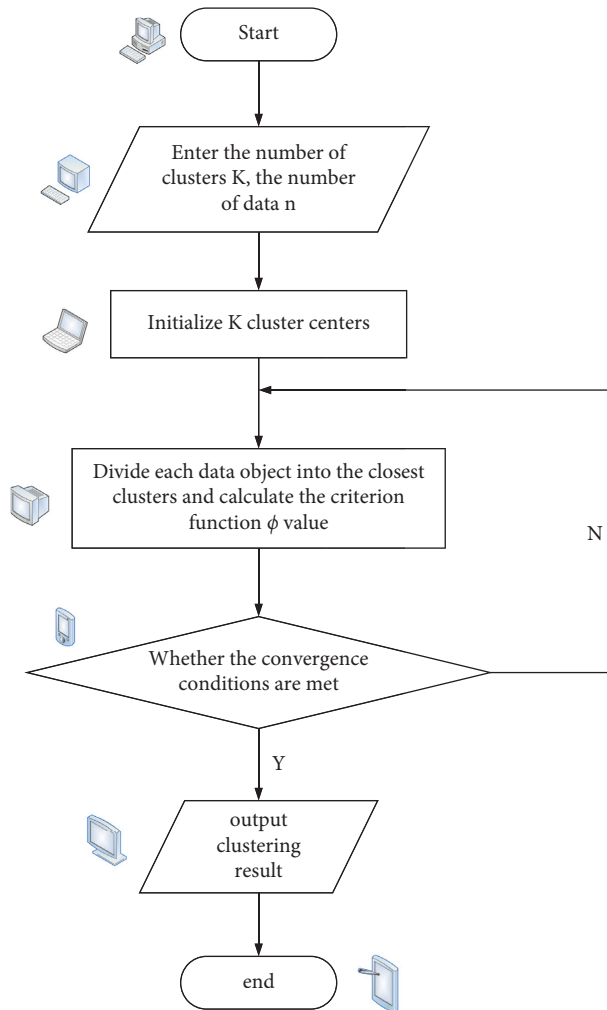 Start
Enter the number of
clusters K, the number
of data n
Initialize K cluster centers
Divide each data object into the closest
clusters and calculate the criterion
function ϕ value
N
Whether the convergence
conditions are met
Y
output
clustering
result
end